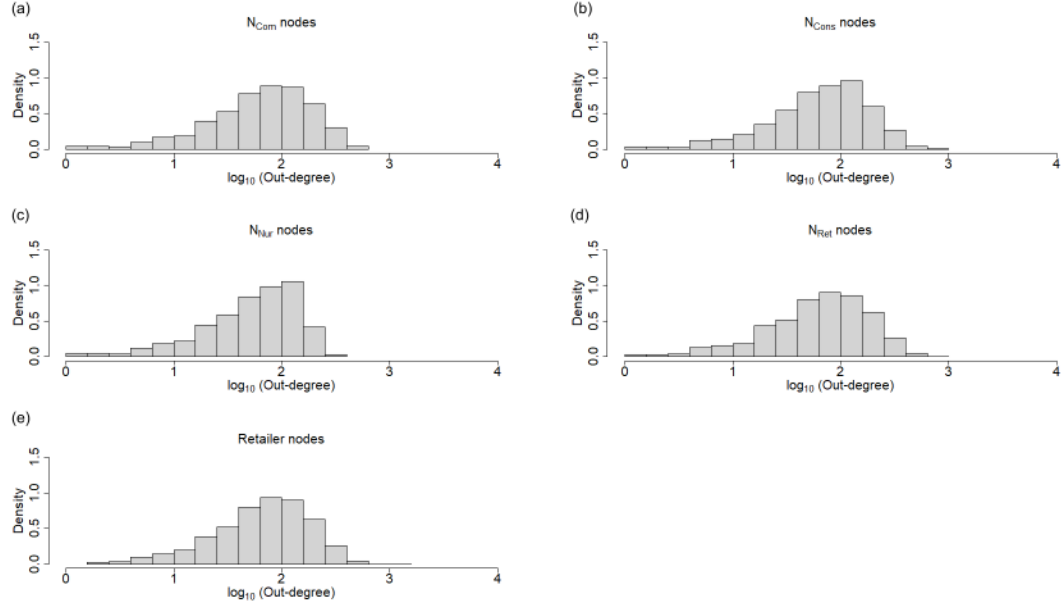 (a)
N_Com nodes
Density
0.0 0.5 1.0 1.5
0 1 2 3 4
log₁₀ (Out-degree)
(b)
N_Cons nodes
Density
0.0 0.5 1.0 1.5
0 1 2 3 4
log₁₀ (Out-degree)
(c)
N_Nur nodes
Density
0.0 0.5 1.0 1.5
0 1 2 3 4
log₁₀ (Out-degree)
(d)
N_Ret nodes
Density
0.0 0.5 1.0 1.5
0 1 2 3 4
log₁₀ (Out-degree)
(e)
Retailer nodes
Density
0.0 0.5 1.0 1.5
0 1 2 3 4
log₁₀ (Out-degree)